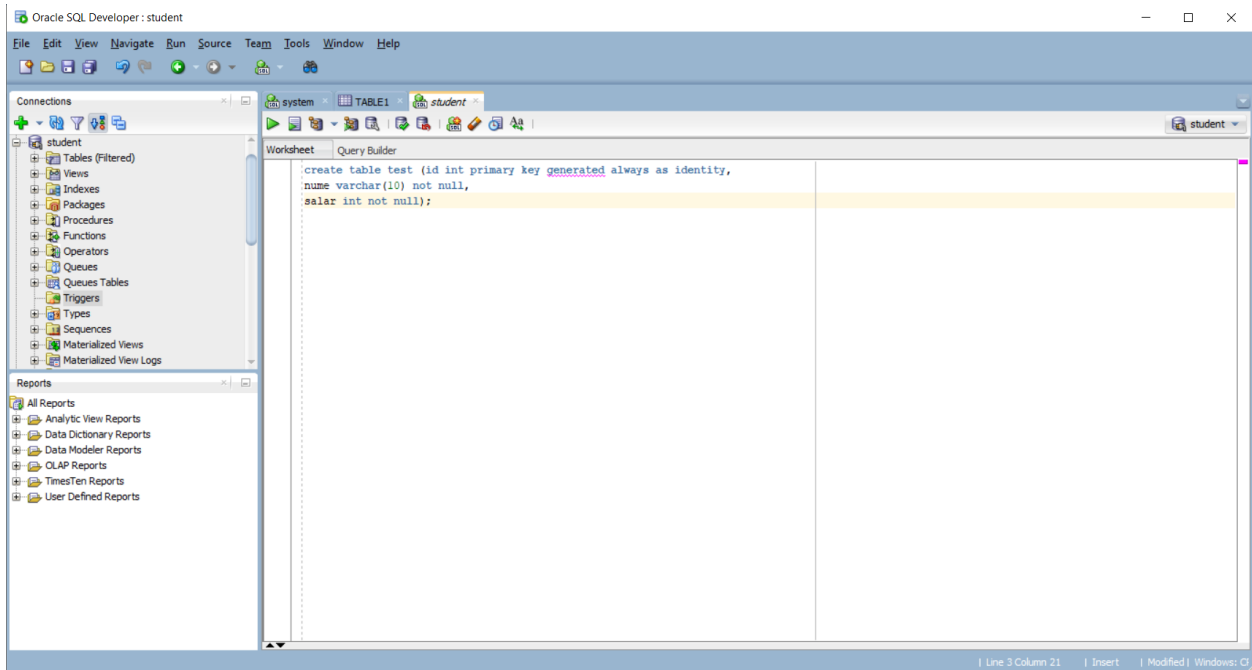 Oracle SQL Developer : student
File Edit View Navigate Run Source Team Tools Window Help
Connections
student
Tables (Filtered)
Views
Indexes
Packages
Procedures
Functions
Operators
Queues
Queues Tables
Triggers
Types
Sequences
Materialized Views
Materialized View Logs
Reports
All Reports
Analytic View Reports
Data Dictionary Reports
Data Modeler Reports
OLAP Reports
TimesTen Reports
User Defined Reports
system TABLE1 student
student
Worksheet Query Builder
create table test (id int primary key generated always as identity,
nume varchar(10) not null,
salar int not null);
| Line 3 Column 21 | Insert | Modified | Windows: